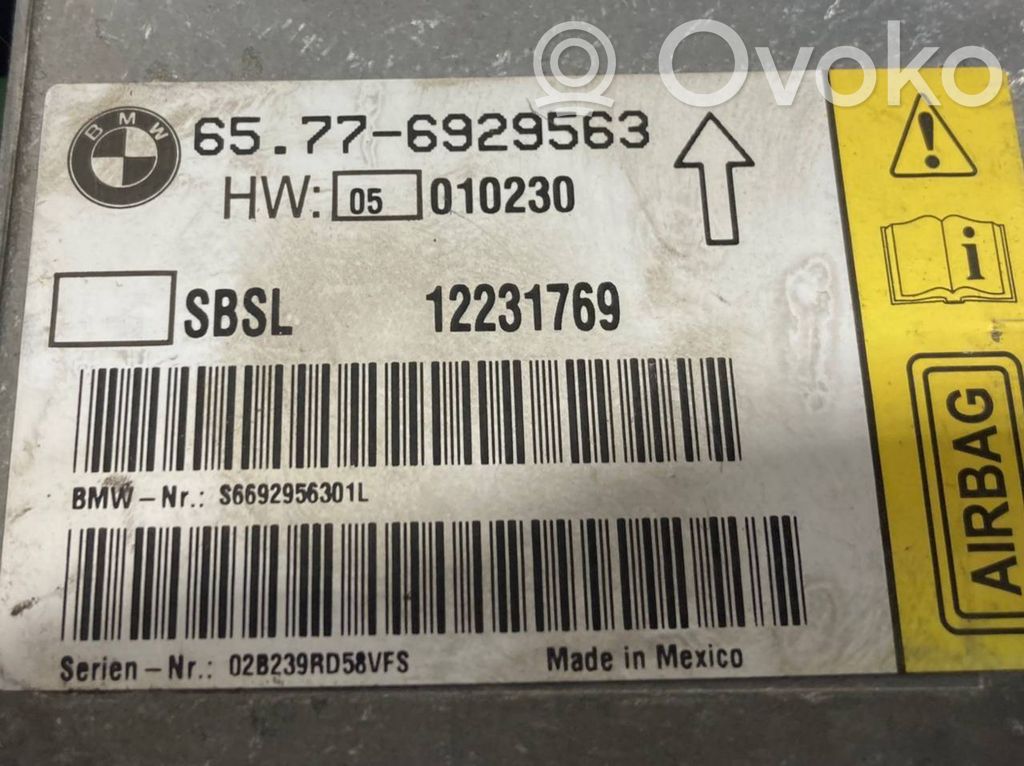 Ovoko
R
BMW
65.77-6929563
HW: 05 010230
SBSL 12231769
BMW-Nr.: S6692956301L
Serien-Nr.: 02B239RD58VFS Made in Mexico
!
i
AIRBAG